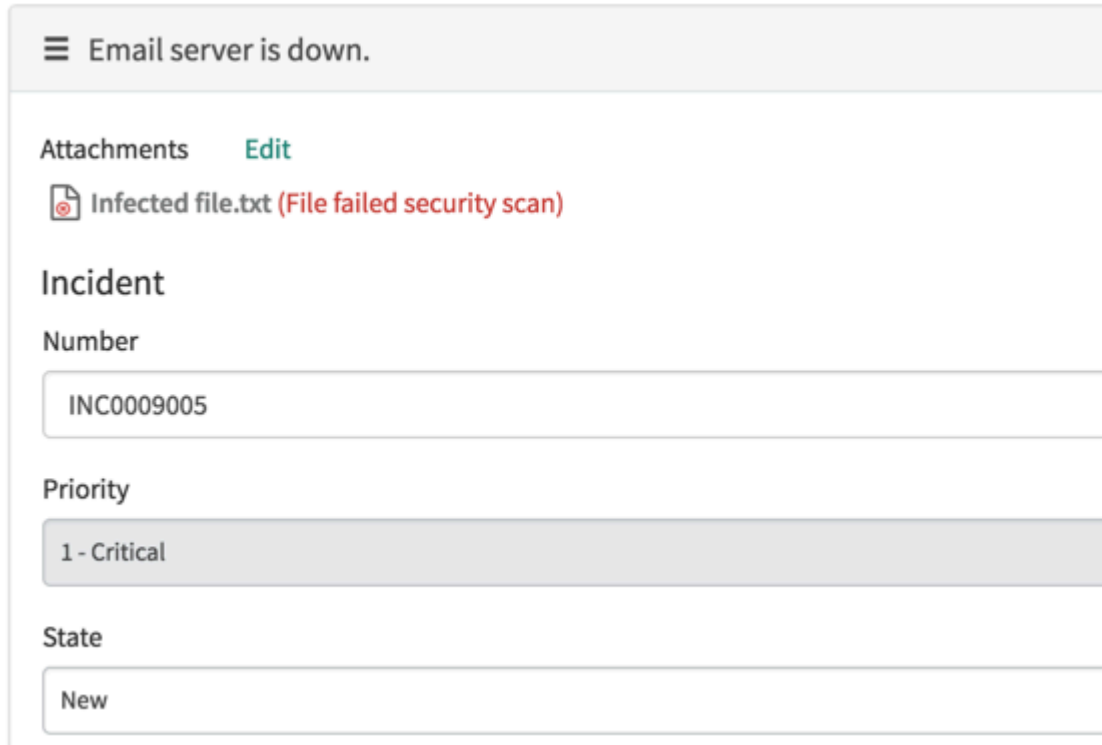 Email server is down.
Attachments Edit
Infected file.txt (File failed security scan)
Incident
Number
INC0009005
Priority
1 - Critical
State
New